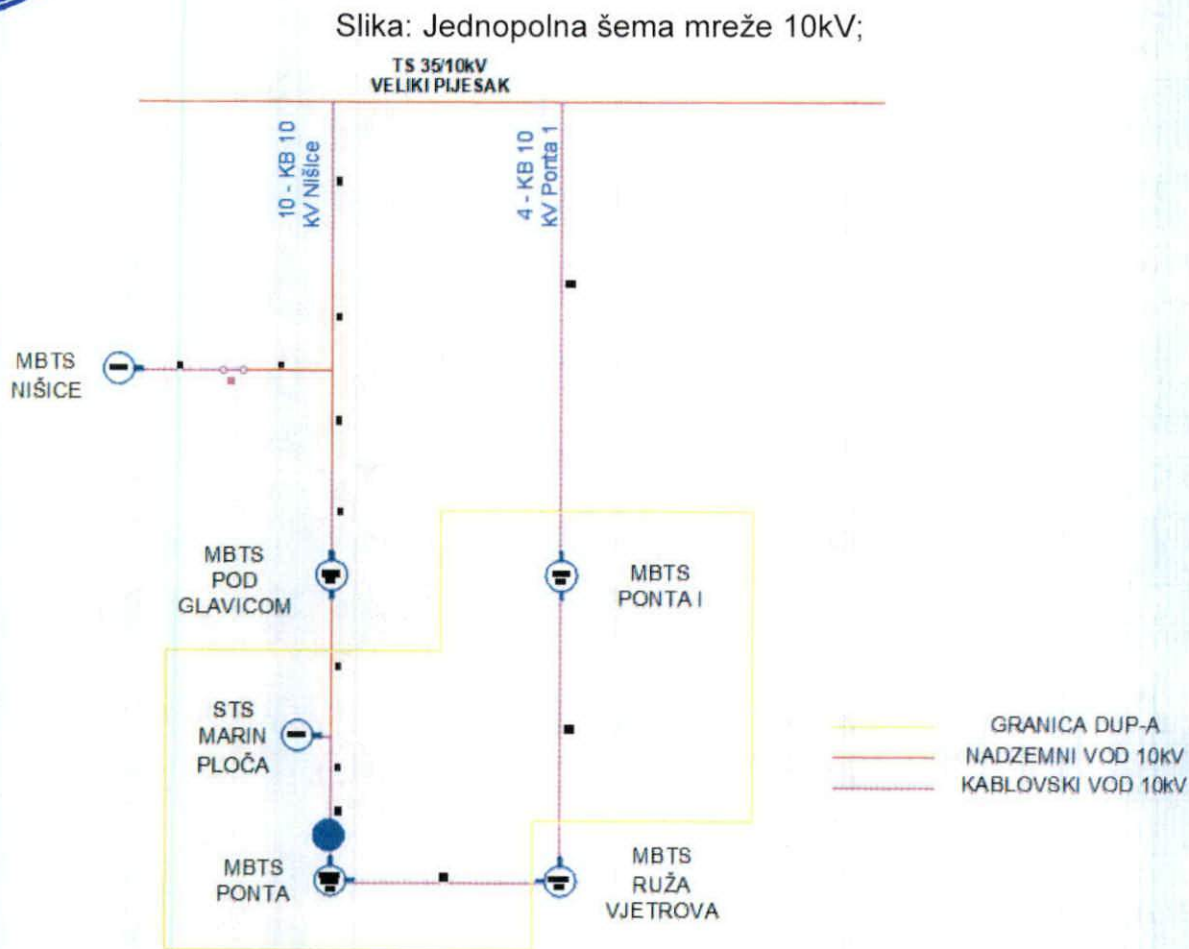 Slika: Jednopolna šema mreže 10kV;
TS 35/10kV
VELIKI PIJESAK
10 - KB 10
kV Nišice
4 - KB 10
kV Ponta 1
MBTS
NIŠICE
MBTS
POD
GLAVICOM
MBTS
PONTA I
STS
MARIN
PLOČA
MBTS
PONTA
MBTS
RUŽA
VJETROVA
GRANICA DUP-A
NADZEMNI VOD 10kV
KABLOVSKI VOD 10kV